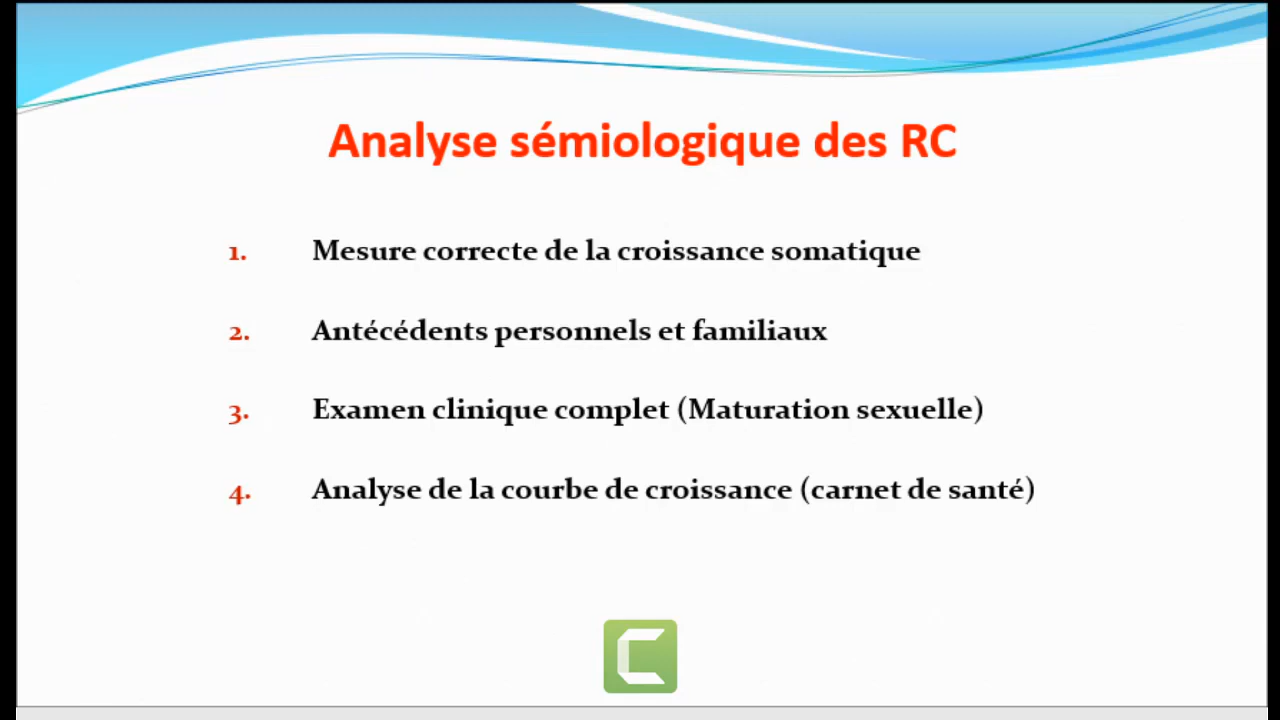 Analyse sémiologique des RC
1. Mesure correcte de la croissance somatique
2. Antécédents personnels et familiaux
3. Examen clinique complet (Maturation sexuelle)
4. Analyse de la courbe de croissance (carnet de santé)